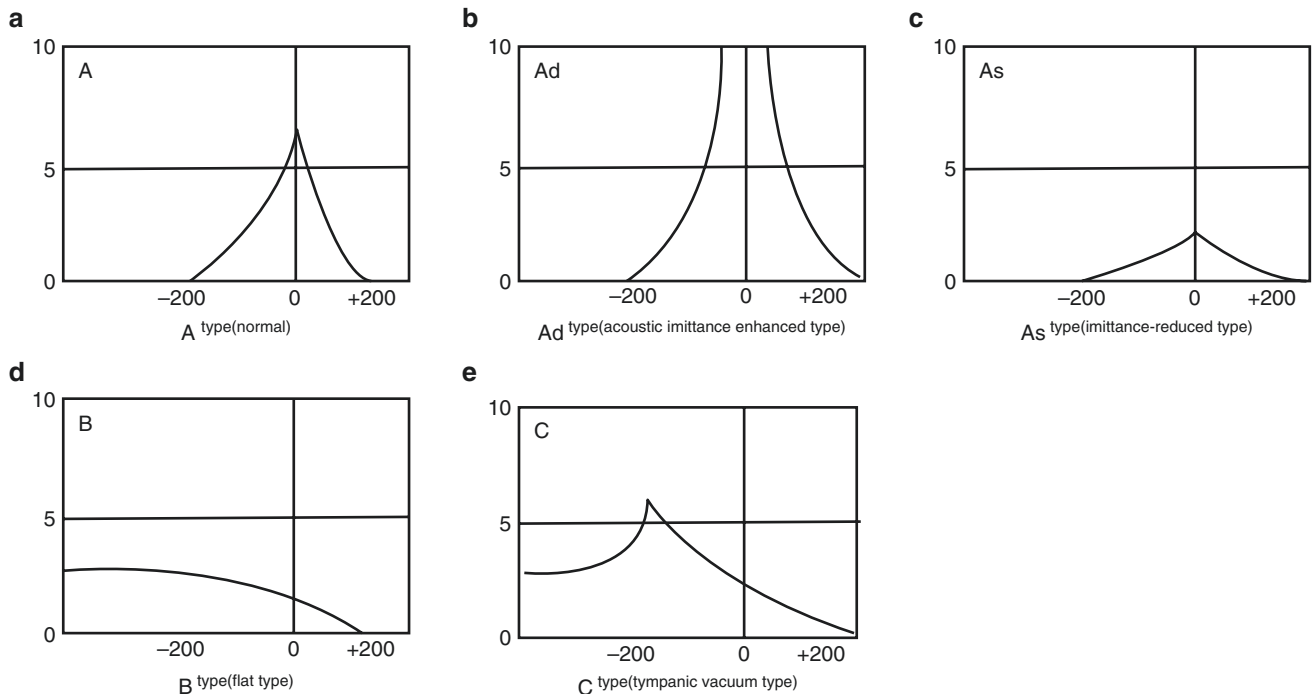 a
10
A
5
0
–200 0 +200
A type(normal)
b
10
Ad
5
0
–200 0 +200
Ad type(acoustic imittance enhanced type)
c
10
As
5
0
–200 0 +200
As type(imittance-reduced type)
d
10
B
5
0
–200 0 +200
B type(flat type)
e
10
C
5
0
–200 0 +200
C type(tympanic vacuum type)